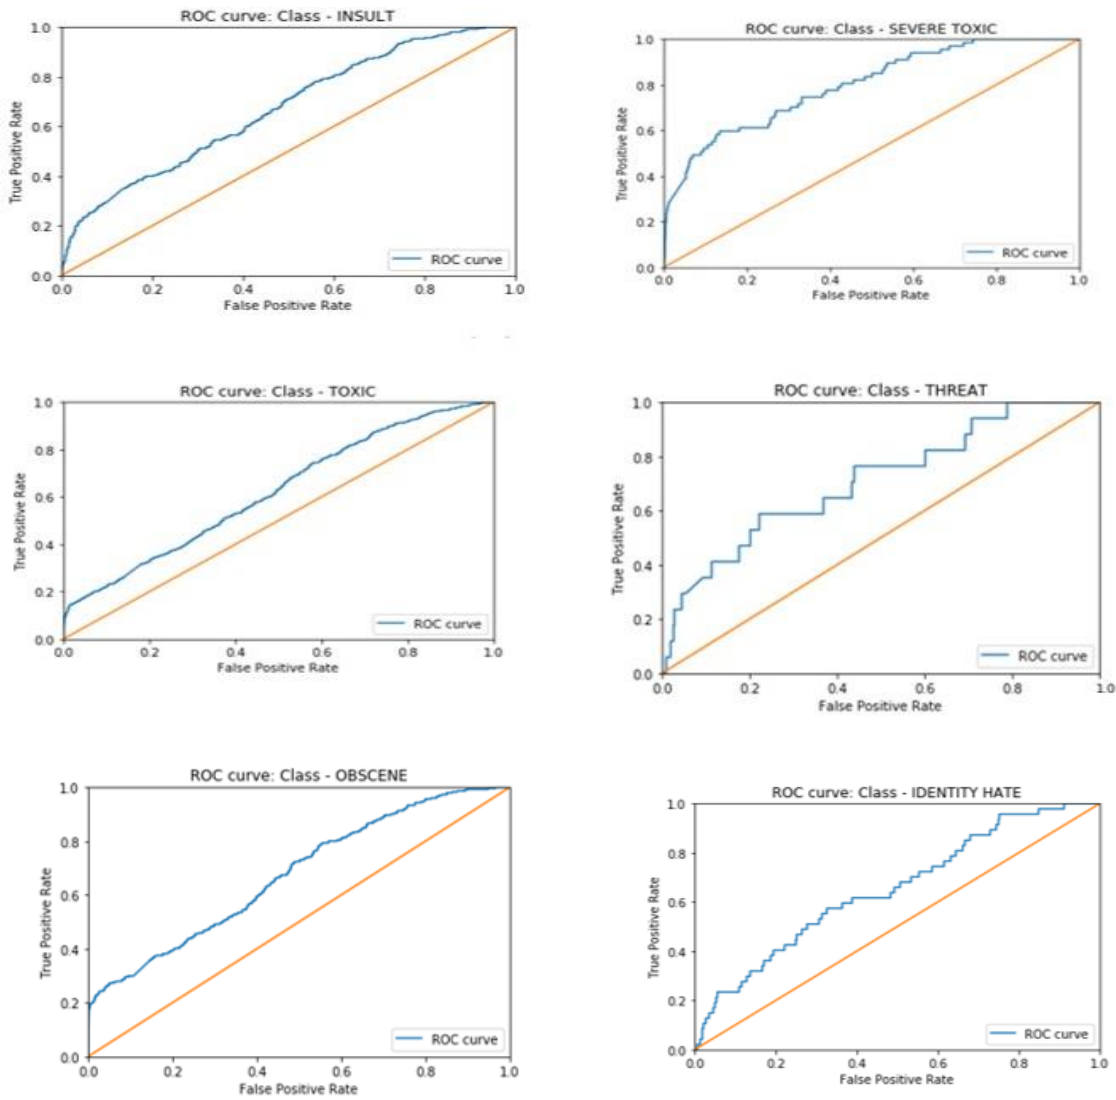 ROC curve: Class - INSULT
1.0
0.8
0.6
0.4
0.2
0.0
True Positive Rate
ROC curve
0.0 0.2 0.4 0.6 0.8 1.0
False Positive Rate
ROC curve: Class - SEVERE TOXIC
1.0
0.8
0.6
0.4
0.2
0.0
True Positive Rate
ROC curve
0.0 0.2 0.4 0.6 0.8 1.0
False Positive Rate
ROC curve: Class - TOXIC
1.0
0.8
0.6
0.4
0.2
0.0
True Positive Rate
ROC curve
0.0 0.2 0.4 0.6 0.8 1.0
False Positive Rate
ROC curve: Class - THREAT
1.0
0.8
0.6
0.4
0.2
0.0
True Positive Rate
ROC curve
0.0 0.2 0.4 0.6 0.8 1.0
False Positive Rate
ROC curve: Class - OBSCENE
1.0
0.8
0.6
0.4
0.2
0.0
True Positive Rate
ROC curve
0.0 0.2 0.4 0.6 0.8 1.0
False Positive Rate
ROC curve: Class - IDENTITY HATE
1.0
0.8
0.6
0.4
0.2
0.0
True Positive Rate
ROC curve
0.0 0.2 0.4 0.6 0.8 1.0
False Positive Rate